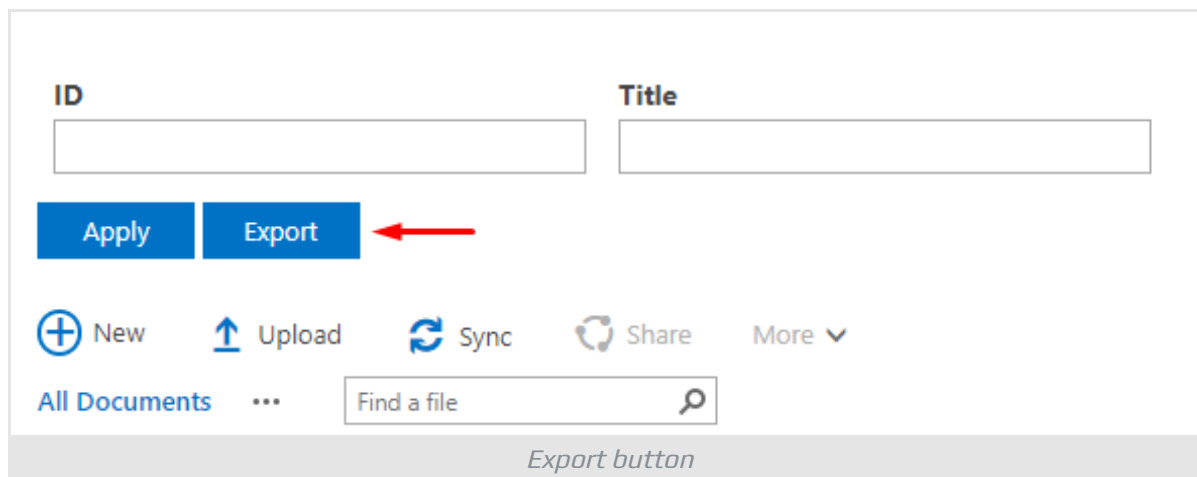 ID Title
Apply Export
New Upload Sync Share More
All Documents ... Find a file
Export button